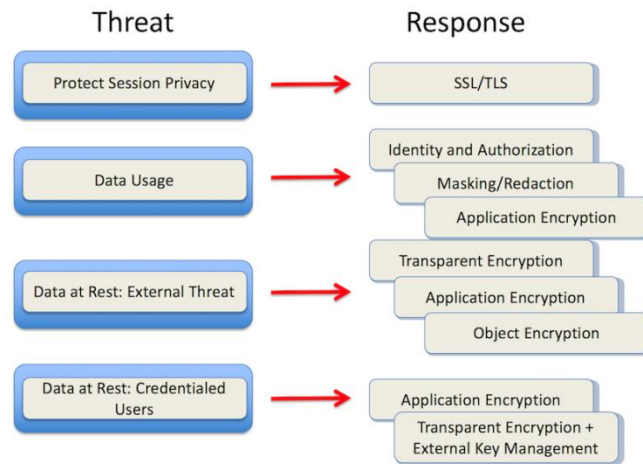 Threat
Response
Protect Session Privacy
SSL/TLS
Data Usage
Identity and Authorization
Masking/Redaction
Application Encryption
Data at Rest: External Threat
Transparent Encryption
Application Encryption
Object Encryption
Data at Rest: Credentialed
Users
Application Encryption
Transparent Encryption +
External Key Management